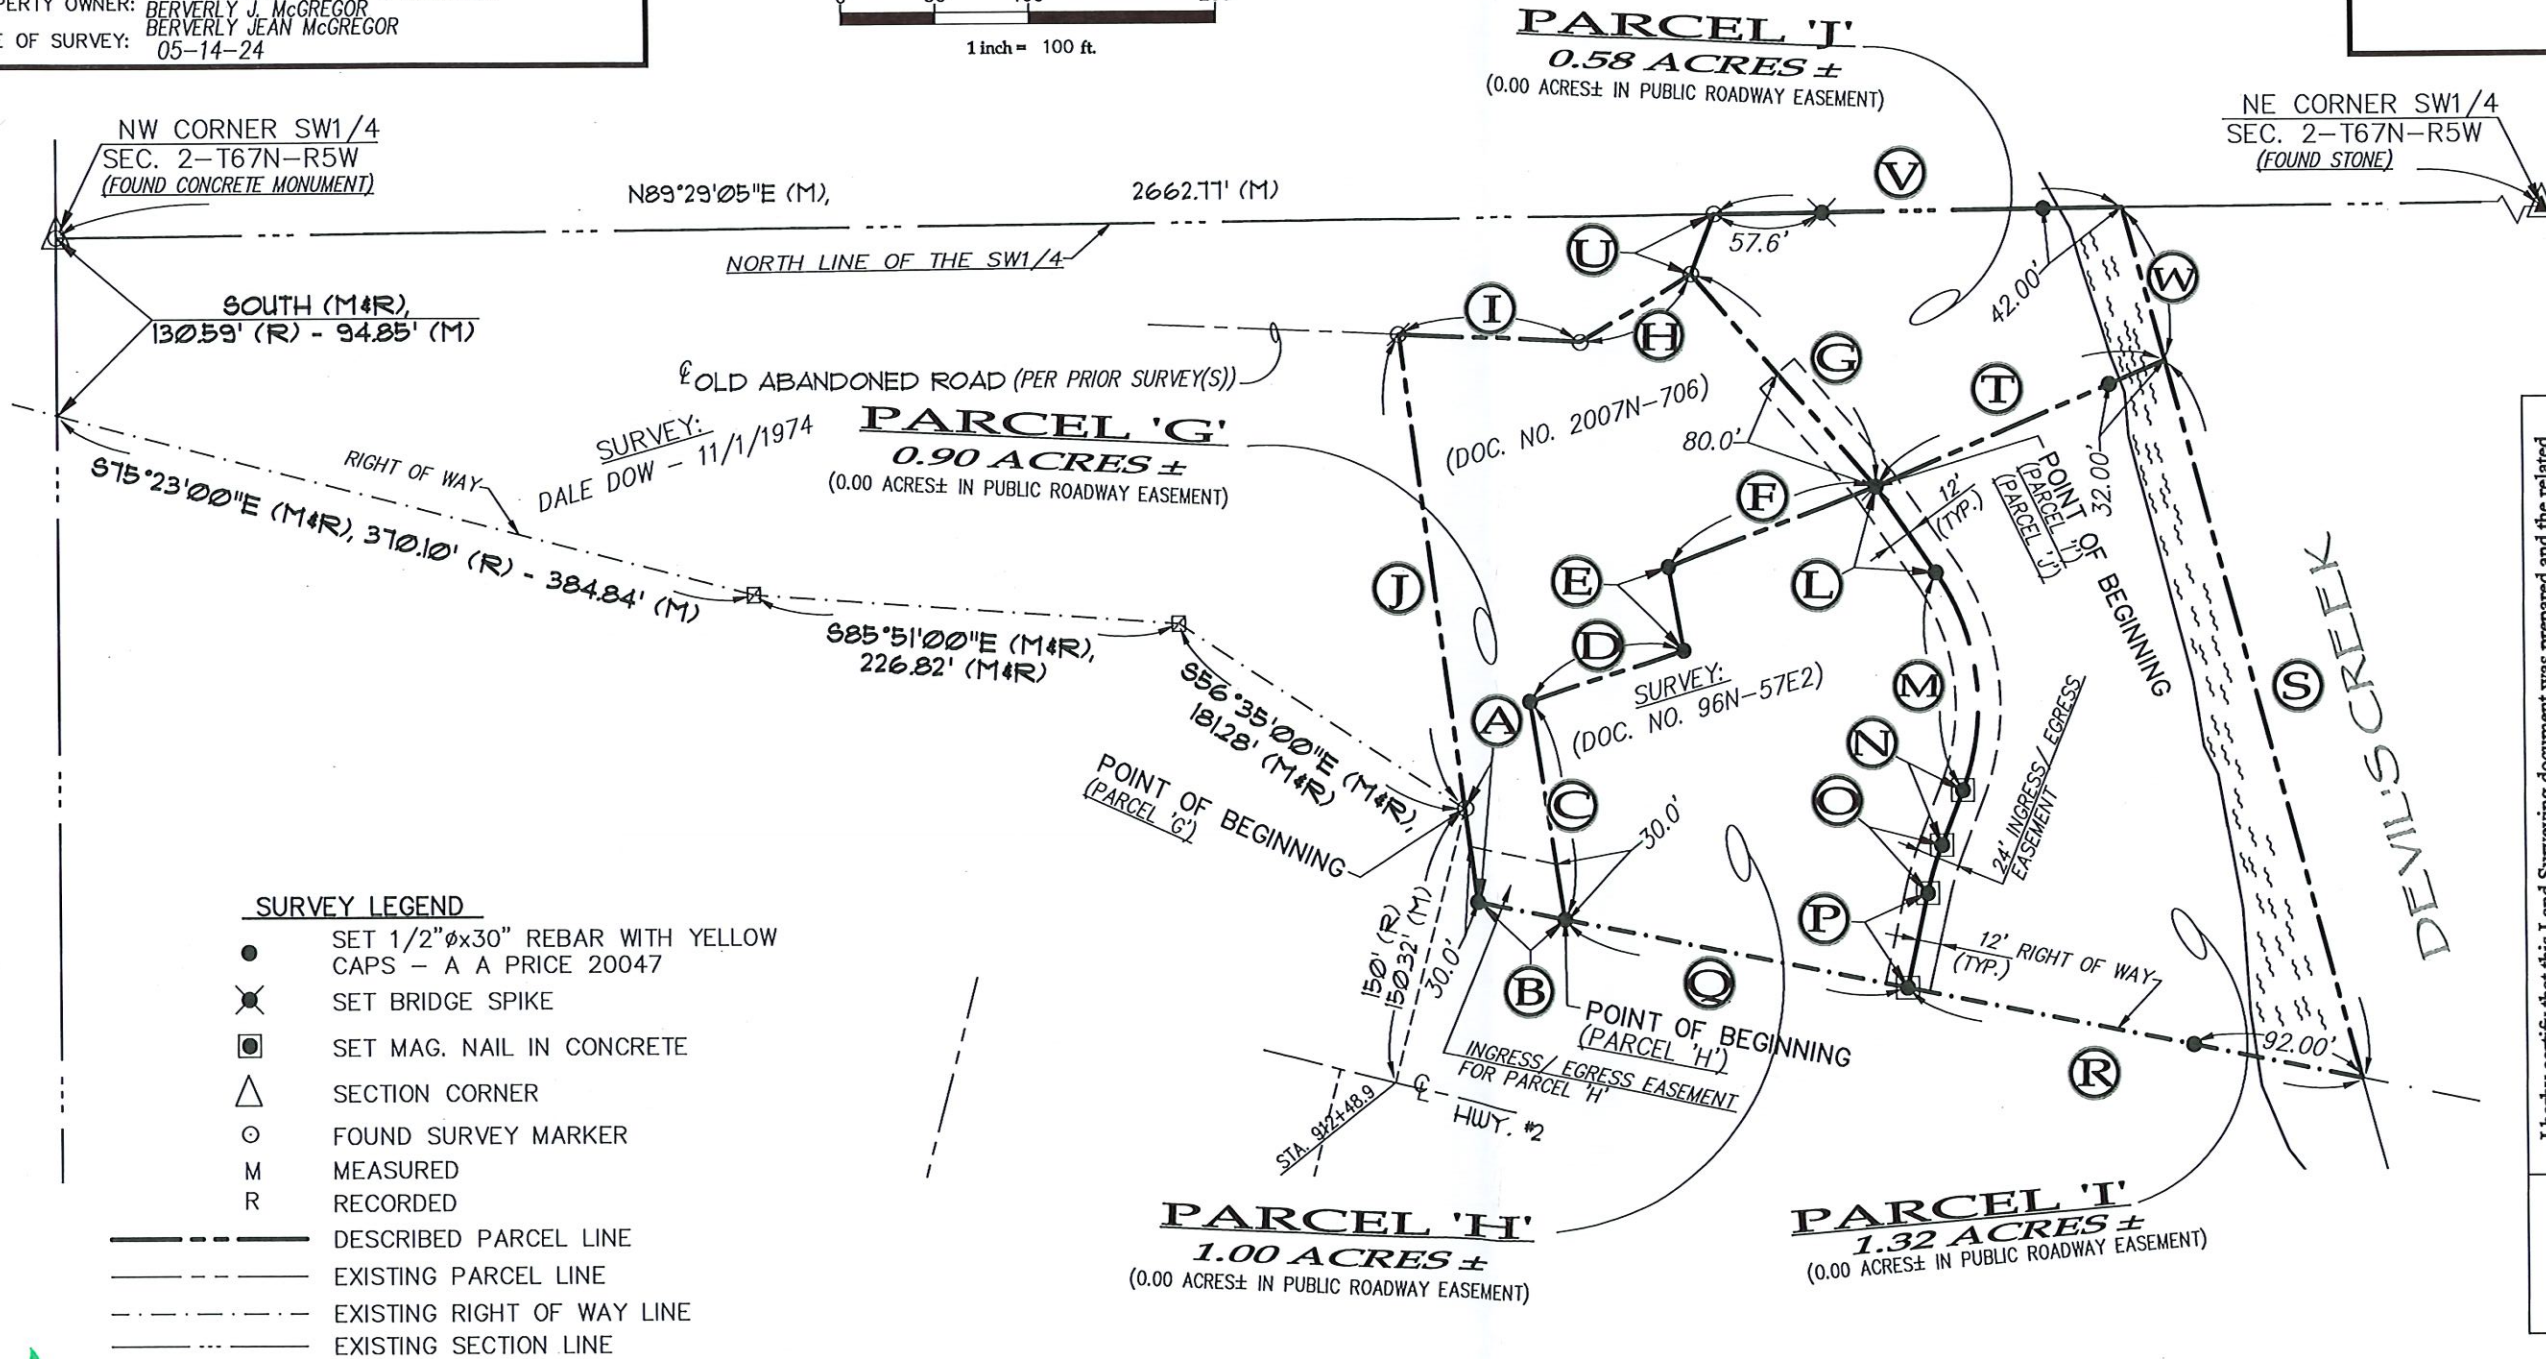 PERTY OWNER: BERVERLY J. McGREGOR
BERVERLY JEAN McGREGOR
E OF SURVEY: 05-14-24
1 inch = 100 ft.
PARCEL 'J'
0.58 ACRES ±
(0.00 ACRES± IN PUBLIC ROADWAY EASEMENT)
NW CORNER SW1/4
SEC. 2-T67N-R5W
(FOUND CONCRETE MONUMENT)
NE CORNER SW1/4
SEC. 2-T67N-R5W
(FOUND STONE)
N89°29'05"E (M),
2662.77' (M)
NORTH LINE OF THE SW1/4
V
U
57.6'
42.00'
W
SOUTH (M&R),
130.59' (R) - 94.85' (M)
I
H
G
T
℄ OLD ABANDONED ROAD (PER PRIOR SURVEY(S))
PARCEL 'G'
0.90 ACRES ±
(0.00 ACRES± IN PUBLIC ROADWAY EASEMENT)
SURVEY:
DALE DOW - 11/1/1974
RIGHT OF WAY
S75°23'00"E (M&R), 370.10' (R) - 384.84' (M)
(DOC. NO. 2007N-706)
80.0'
F
12'
(TYP.)
POINT OF BEGINNING
(PARCEL 'I')
(PARCEL 'J')
32.00'
J
E
L
D
S85°51'00"E (M&R),
226.82' (M&R)
S56°35'00"E (M&R),
181.28' (M&R)
A
SURVEY:
(DOC. NO. 96N-57E2)
M
S
DEVIL'S CREEK
N
O
C
30.0'
24' INGRESS/ EGRESS
EASEMENT
POINT OF BEGINNING
(PARCEL 'G')
P
12' RIGHT OF WAY
(TYP.)
150' (R)
150.32' (M)
30.0'
B
Q
POINT OF BEGINNING
(PARCEL 'H')
INGRESS/ EGRESS EASEMENT
FOR PARCEL 'H'
92.00'
R
℄ HWY. #2
STA. 912+48.9
SURVEY LEGEND
SET 1/2"øx30" REBAR WITH YELLOW
CAPS - A A PRICE 20047
SET BRIDGE SPIKE
SET MAG. NAIL IN CONCRETE
SECTION CORNER
FOUND SURVEY MARKER
M MEASURED
R RECORDED
DESCRIBED PARCEL LINE
EXISTING PARCEL LINE
EXISTING RIGHT OF WAY LINE
EXISTING SECTION LINE
PARCEL 'H'
1.00 ACRES ±
(0.00 ACRES± IN PUBLIC ROADWAY EASEMENT)
PARCEL 'I'
1.32 ACRES ±
(0.00 ACRES± IN PUBLIC ROADWAY EASEMENT)
that this Land Surveying document was prepared and the related